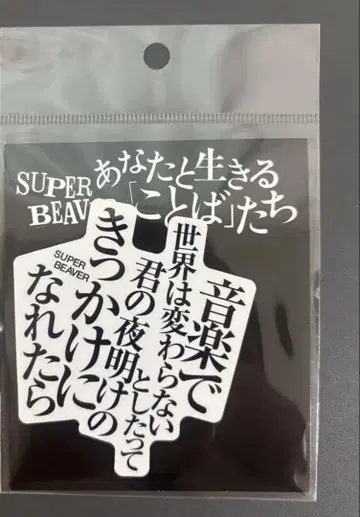 SUPER
BEAVER
あなたと生きる
「ことば」たち
音楽で
世界は変わらない
としたって
君の夜明けの
きっかけに
なれたら
SUPER
BEAVER